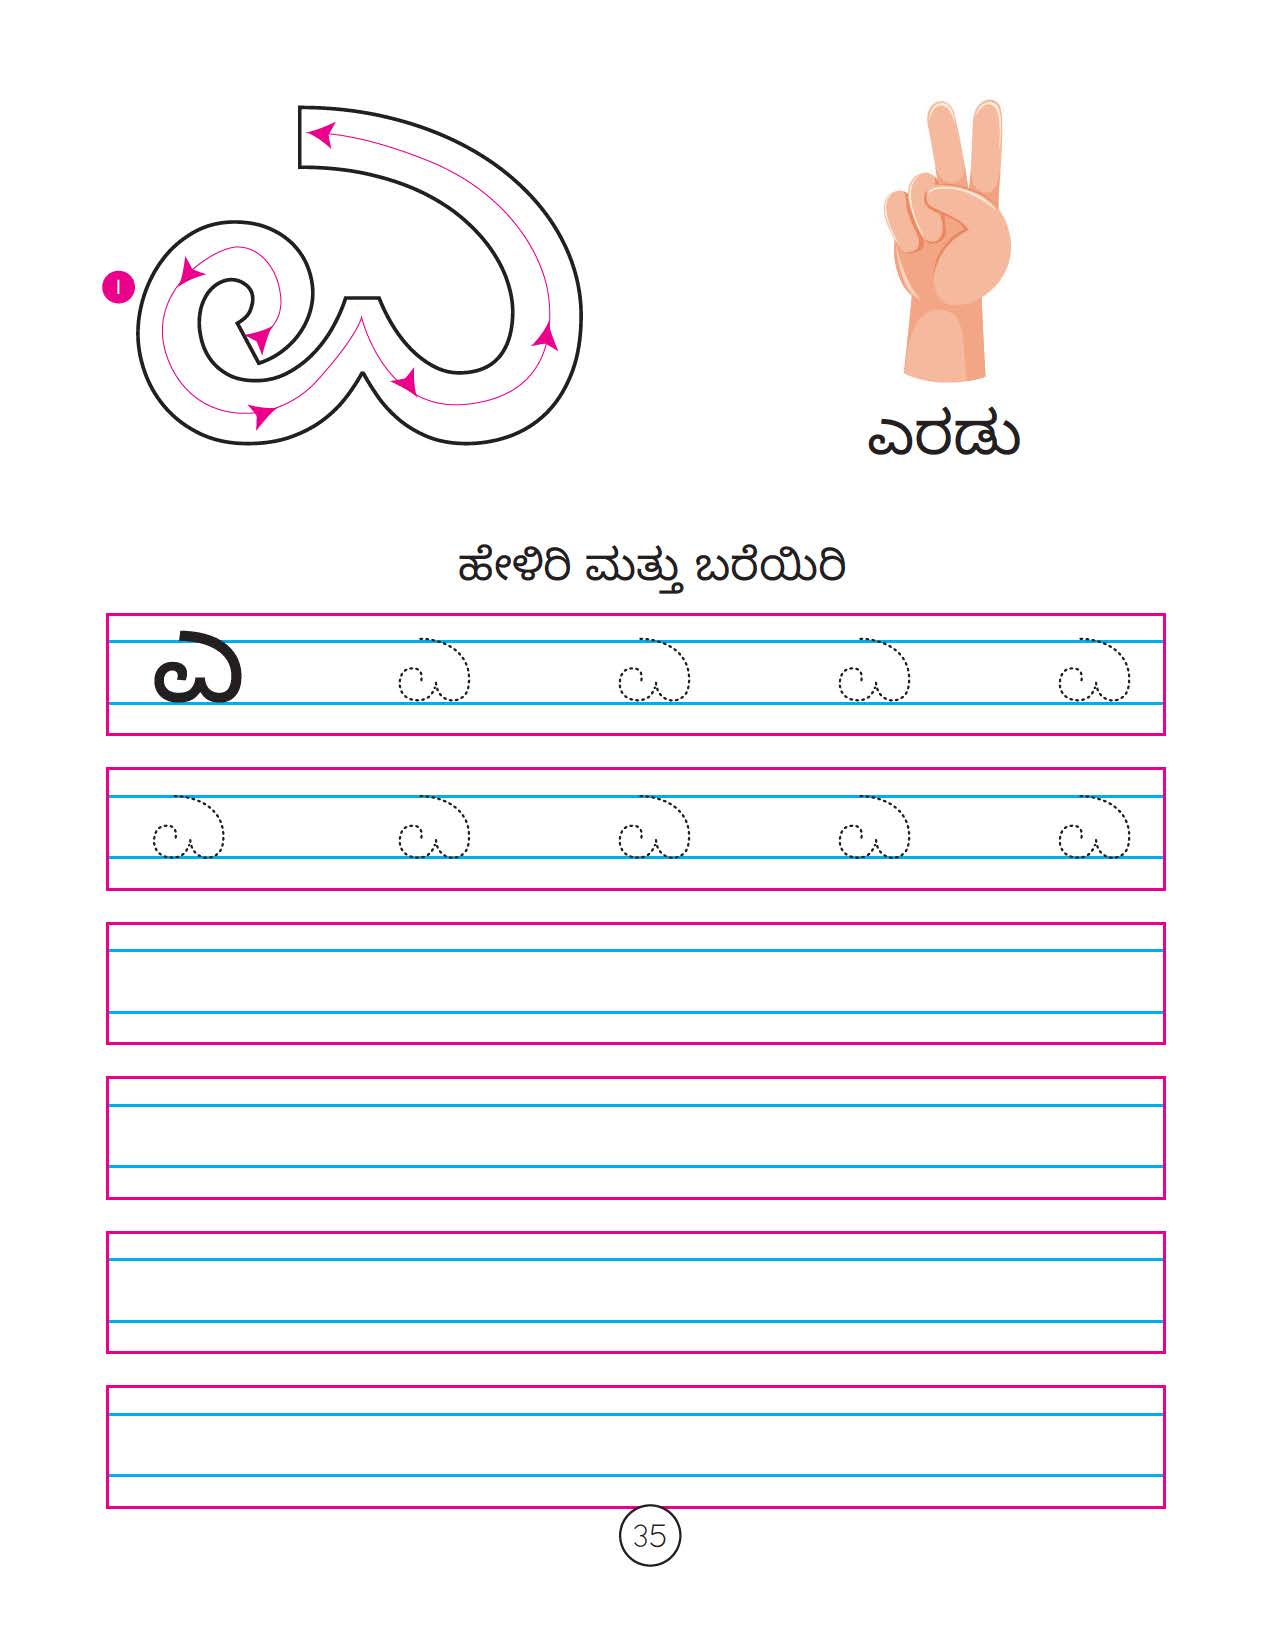 1
ಎರಡು
ಹೇಳಿರಿ ಮತ್ತು ಬರೆಯಿರಿ
ಎ ಎ ಎ ಎ ಎ
ಎ ಎ ಎ ಎ ಎ
35